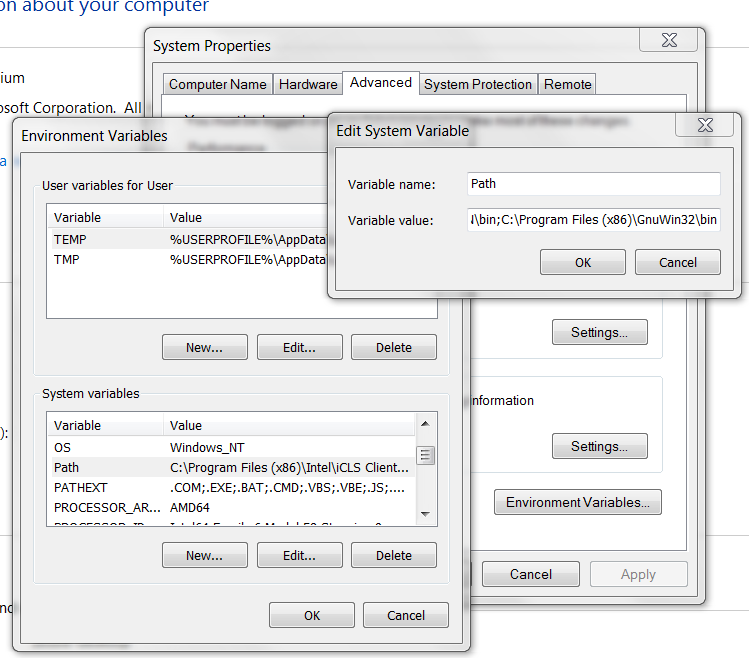 on about your computer
System Properties
Computer Name Hardware Advanced System Protection Remote
ium
osoft Corporation. All
a
Environment Variables
User variables for User
Variable Value
TEMP %USERPROFILE%\AppData\
TMP %USERPROFILE%\AppData\
New... Edit... Delete
System variables
Variable Value
OS Windows_NT
Path C:\Program Files (x86)\Intel\iCLS Client...
PATHEXT .COM;.EXE;.BAT;.CMD;.VBS;.VBE;.JS;....
PROCESSOR_AR... AMD64
New... Edit... Delete
OK Cancel
Edit System Variable
Variable name: Path
Variable value: \bin;C:\Program Files (x86)\GnuWin32\bin
OK Cancel
Settings...
nformation
Settings...
Environment Variables...
Cancel Apply
):